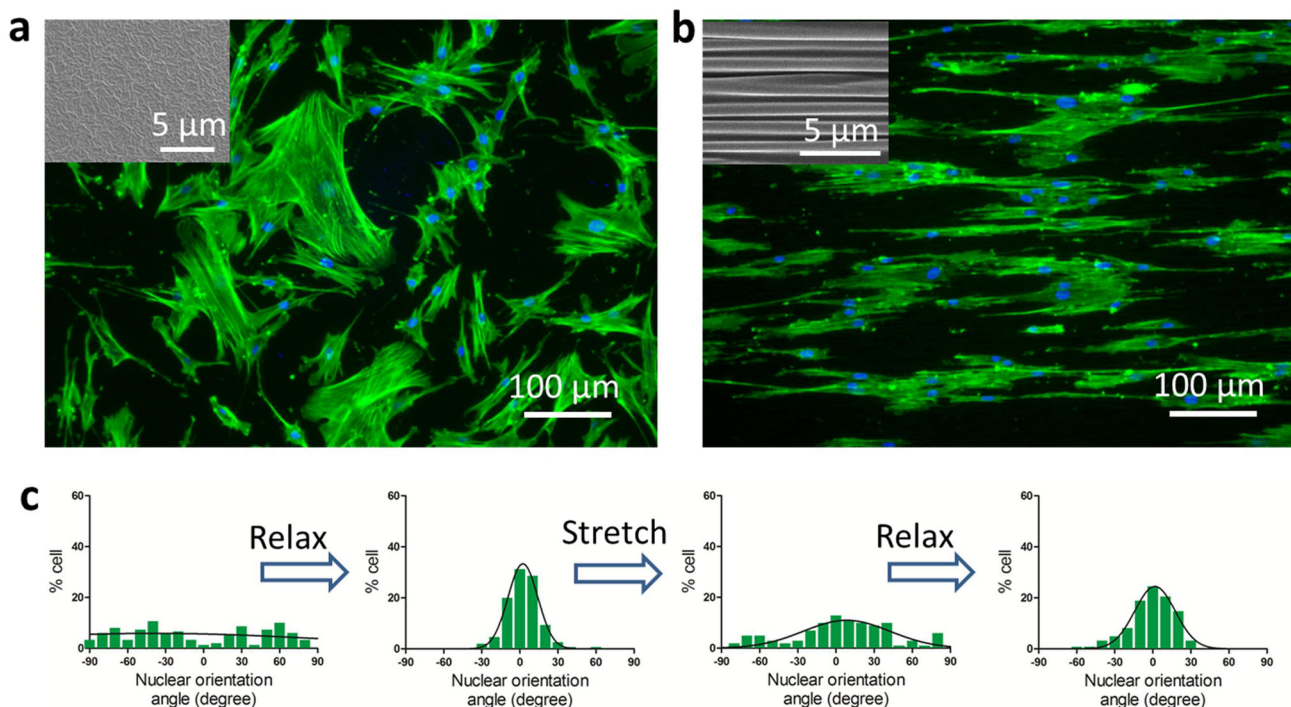 a
5 μm
100 μm
b
5 μm
100 μm
c
% cell
60
40
20
0
-90 -60 -30 0 30 60 90
Nuclear orientation
angle (degree)
Relax
% cell
60
40
20
0
-90 -60 -30 0 30 60 90
Nuclear orientation
angle (degree)
Stretch
% cell
60
40
20
0
-90 -60 -30 0 30 60 90
Nuclear orientation
angle (degree)
Relax
% cell
60
40
20
0
-90 -60 -30 0 30 60 90
Nuclear orientation
angle (degree)